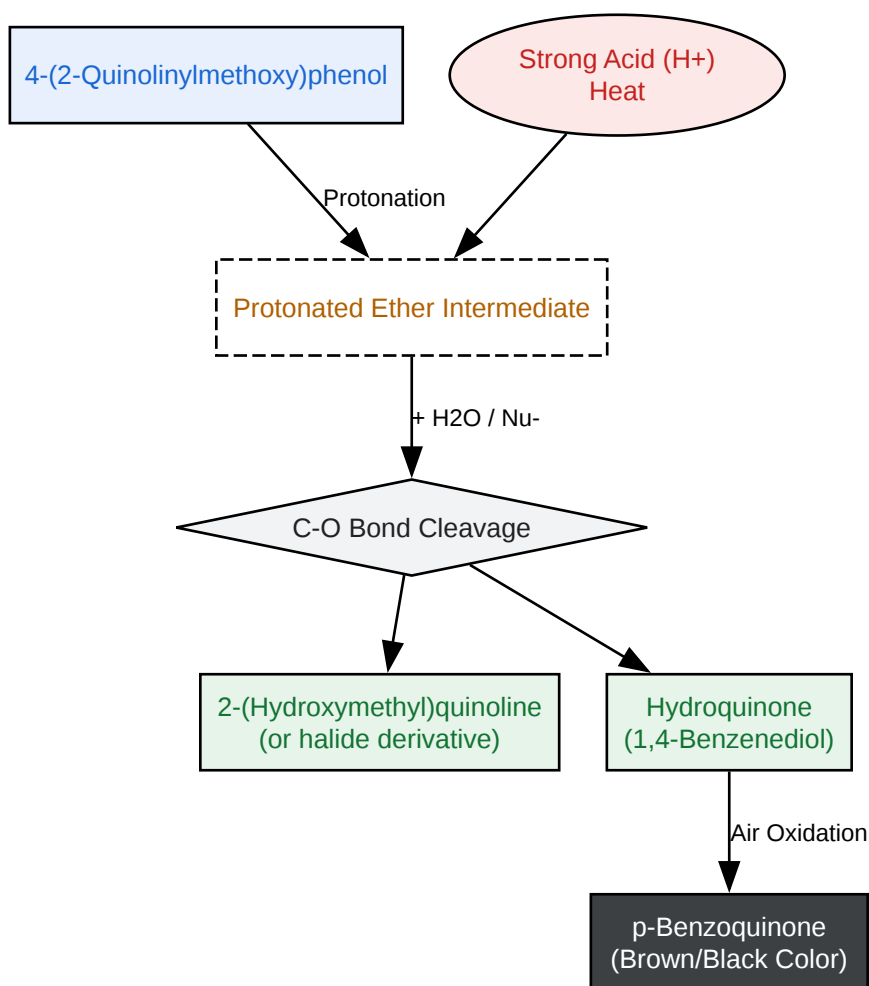 4-(2-Quinolinylmethoxy)phenol
Strong Acid (H+)
Heat
Protonation
Protonated Ether Intermediate
+ H2O / Nu-
C-O Bond Cleavage
2-(Hydroxymethyl)quinoline
(or halide derivative)
Hydroquinone
(1,4-Benzenediol)
Air Oxidation
p-Benzoquinone
(Brown/Black Color)